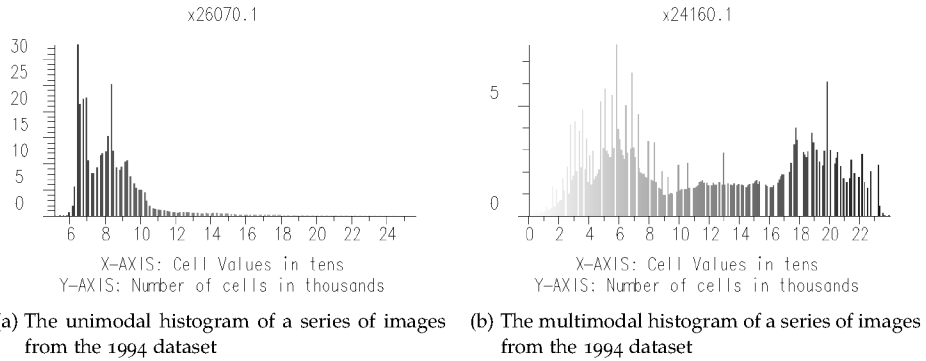 x26070.1
30
25
20
15
10
5
0
6 8 10 12 14 16 18 20 22 24
X-AXIS: Cell Values in tens
Y-AXIS: Number of cells in thousands
(a) The unimodal histogram of a series of images
from the 1994 dataset
x24160.1
5
0
0 2 4 6 8 10 12 14 16 18 20 22
X-AXIS: Cell Values in tens
Y-AXIS: Number of cells in thousands
(b) The multimodal histogram of a series of images
from the 1994 dataset